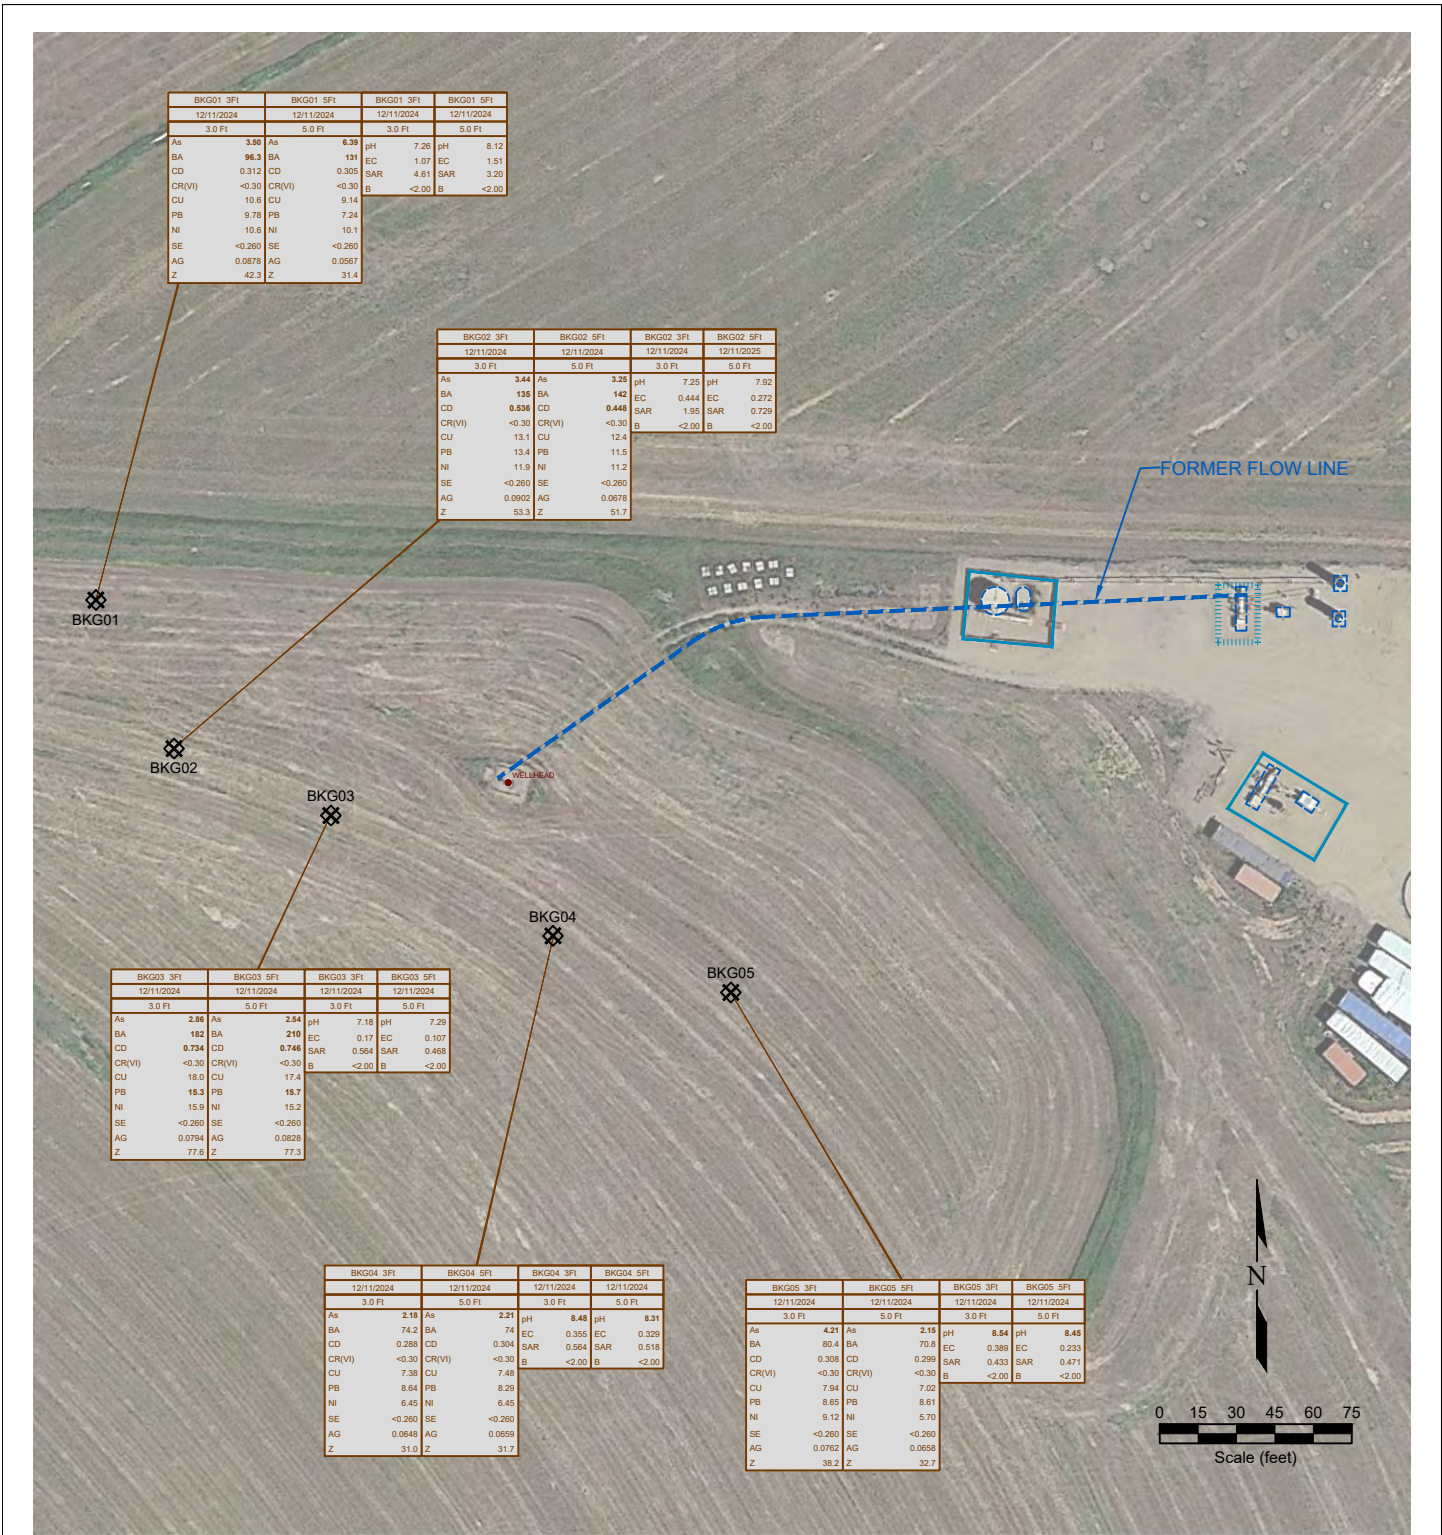 BKG01 3Ft BKG01 5Ft BKG01 3Ft BKG01 5Ft
12/11/2024 12/11/2024 12/11/2024 12/11/2024
3.0 Ft 5.0 Ft 3.0 Ft 5.0 Ft
As 3.50 As 6.39 pH 7.26 pH 8.12
BA 96.3 BA 131 EC 1.07 EC 1.51
CD 0.312 CD 0.305 SAR 4.61 SAR 3.20
CR(VI) <0.30 CR(VI) <0.30 B <2.00 B <2.00
CU 10.6 CU 9.14
PB 9.78 PB 7.24
NI 10.6 NI 10.1
SE <0.260 SE <0.260
AG 0.0878 AG 0.0567
Z 42.3 Z 31.4
BKG02 3Ft BKG02 5Ft BKG02 3Ft BKG02 5Ft
12/11/2024 12/11/2024 12/11/2024 12/11/2025
3.0 Ft 5.0 Ft 3.0 Ft 5.0 Ft
As 3.44 As 3.25 pH 7.25 pH 7.92
BA 135 BA 142 EC 0.444 EC 0.272
CD 0.536 CD 0.448 SAR 1.95 SAR 0.729
CR(VI) <0.30 CR(VI) <0.30 B <2.00 B <2.00
CU 13.1 CU 12.4
PB 13.4 PB 11.5
NI 11.9 NI 11.2
SE <0.260 SE <0.260
AG 0.0902 AG 0.0678
Z 53.3 Z 51.7
FORMER FLOW LINE
BKG01
BKG02
WELLHEAD
BKG03
BKG04
BKG05
BKG03 3Ft BKG03 5Ft BKG03 3Ft BKG03 5Ft
12/11/2024 12/11/2024 12/11/2024 12/11/2024
3.0 Ft 5.0 Ft 3.0 Ft 5.0 Ft
As 2.86 As 2.54 pH 7.18 pH 7.29
BA 182 BA 210 EC 0.17 EC 0.107
CD 0.734 CD 0.746 SAR 0.564 SAR 0.468
CR(VI) <0.30 CR(VI) <0.30 B <2.00 B <2.00
CU 18.0 CU 17.4
PB 15.3 PB 15.7
NI 15.9 NI 15.2
SE <0.260 SE <0.260
AG 0.0794 AG 0.0828
Z 77.6 Z 77.3
BKG04 3Ft BKG04 5Ft BKG04 3Ft BKG04 5Ft
12/11/2024 12/11/2024 12/11/2024 12/11/2024
3.0 Ft 5.0 Ft 3.0 Ft 5.0 Ft
As 2.18 As 2.21 pH 8.48 pH 8.31
BA 74.2 BA 74 EC 0.355 EC 0.329
CD 0.288 CD 0.304 SAR 0.564 SAR 0.518
CR(VI) <0.30 CR(VI) <0.30 B <2.00 B <2.00
CU 7.38 CU 7.48
PB 8.64 PB 8.29
NI 6.45 NI 6.45
SE <0.260 SE <0.260
AG 0.0648 AG 0.0659
Z 31.0 Z 31.7
BKG05 3Ft BKG05 5Ft BKG05 3Ft BKG05 5Ft
12/11/2024 12/11/2024 12/11/2024 12/11/2024
3.0 Ft 5.0 Ft 3.0 Ft 5.0 Ft
As 4.21 As 2.15 pH 8.54 pH 8.45
BA 80.4 BA 70.8 EC 0.389 EC 0.233
CD 0.308 CD 0.299 SAR 0.433 SAR 0.471
CR(VI) <0.30 CR(VI) <0.30 B <2.00 B <2.00
CU 7.94 CU 7.02
PB 8.65 PB 8.61
NI 9.12 NI 5.70
SE <0.260 SE <0.260
AG 0.0762 AG 0.0658
Z 38.2 Z 32.7
N
0 15 30 45 60 75
Scale (feet)